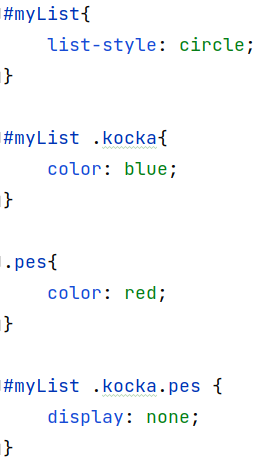 #myList{
    list-style: circle;
}
#myList .kocka{
    color: blue;
}
.pes{
    color: red;
}
#myList .kocka.pes {
    display: none;
}